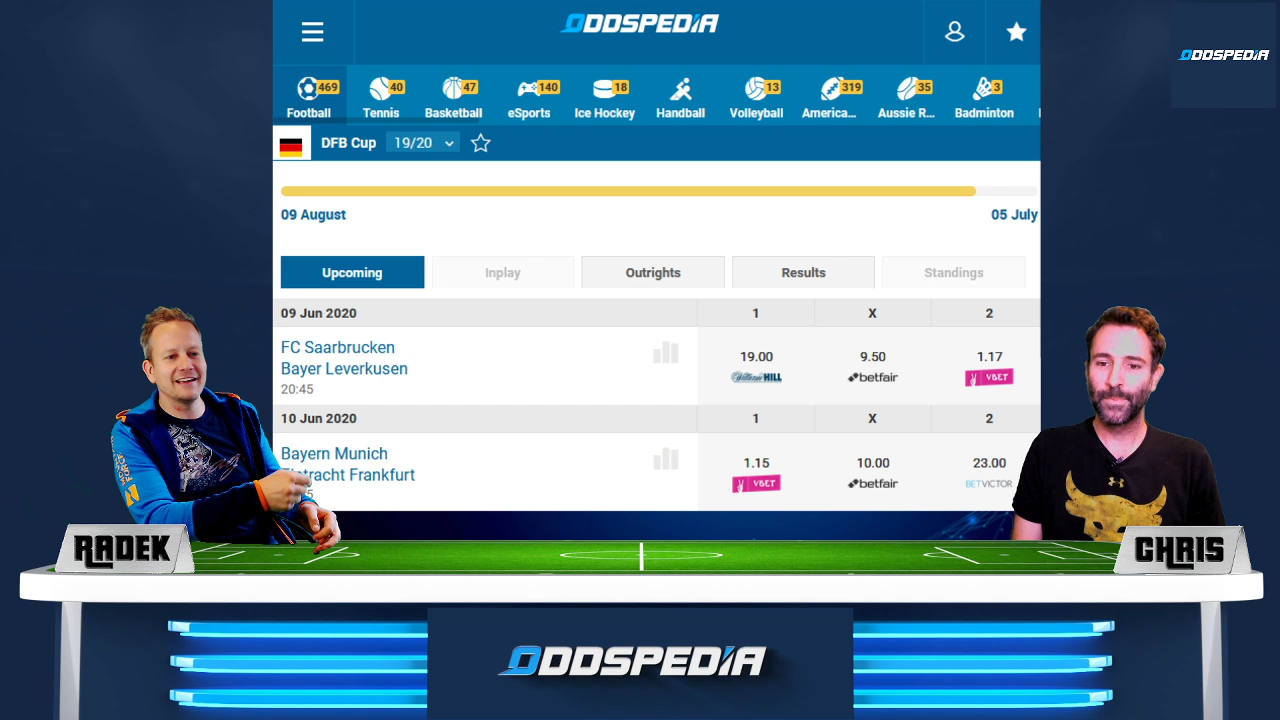 ODDSPEDIA
ODDSPEDIA
469
40
47
140
18
13
319
35
3
Football
Tennis
Basketball
eSports
Ice Hockey
Handball
Volleyball
America...
Aussie R...
Badminton
DFB Cup
19/20
09 August
05 July
Upcoming
Inplay
Outrights
Results
Standings
09 Jun 2020
1
X
2
FC Saarbrucken
Bayer Leverkusen
20:45
19.00
9.50
1.17
William HILL
betfair
VBET
10 Jun 2020
1
X
2
Bayern Munich
Eintracht Frankfurt
1.15
10.00
23.00
VBET
betfair
BETVICTOR
RADEK
CHRIS
ODDSPEDIA